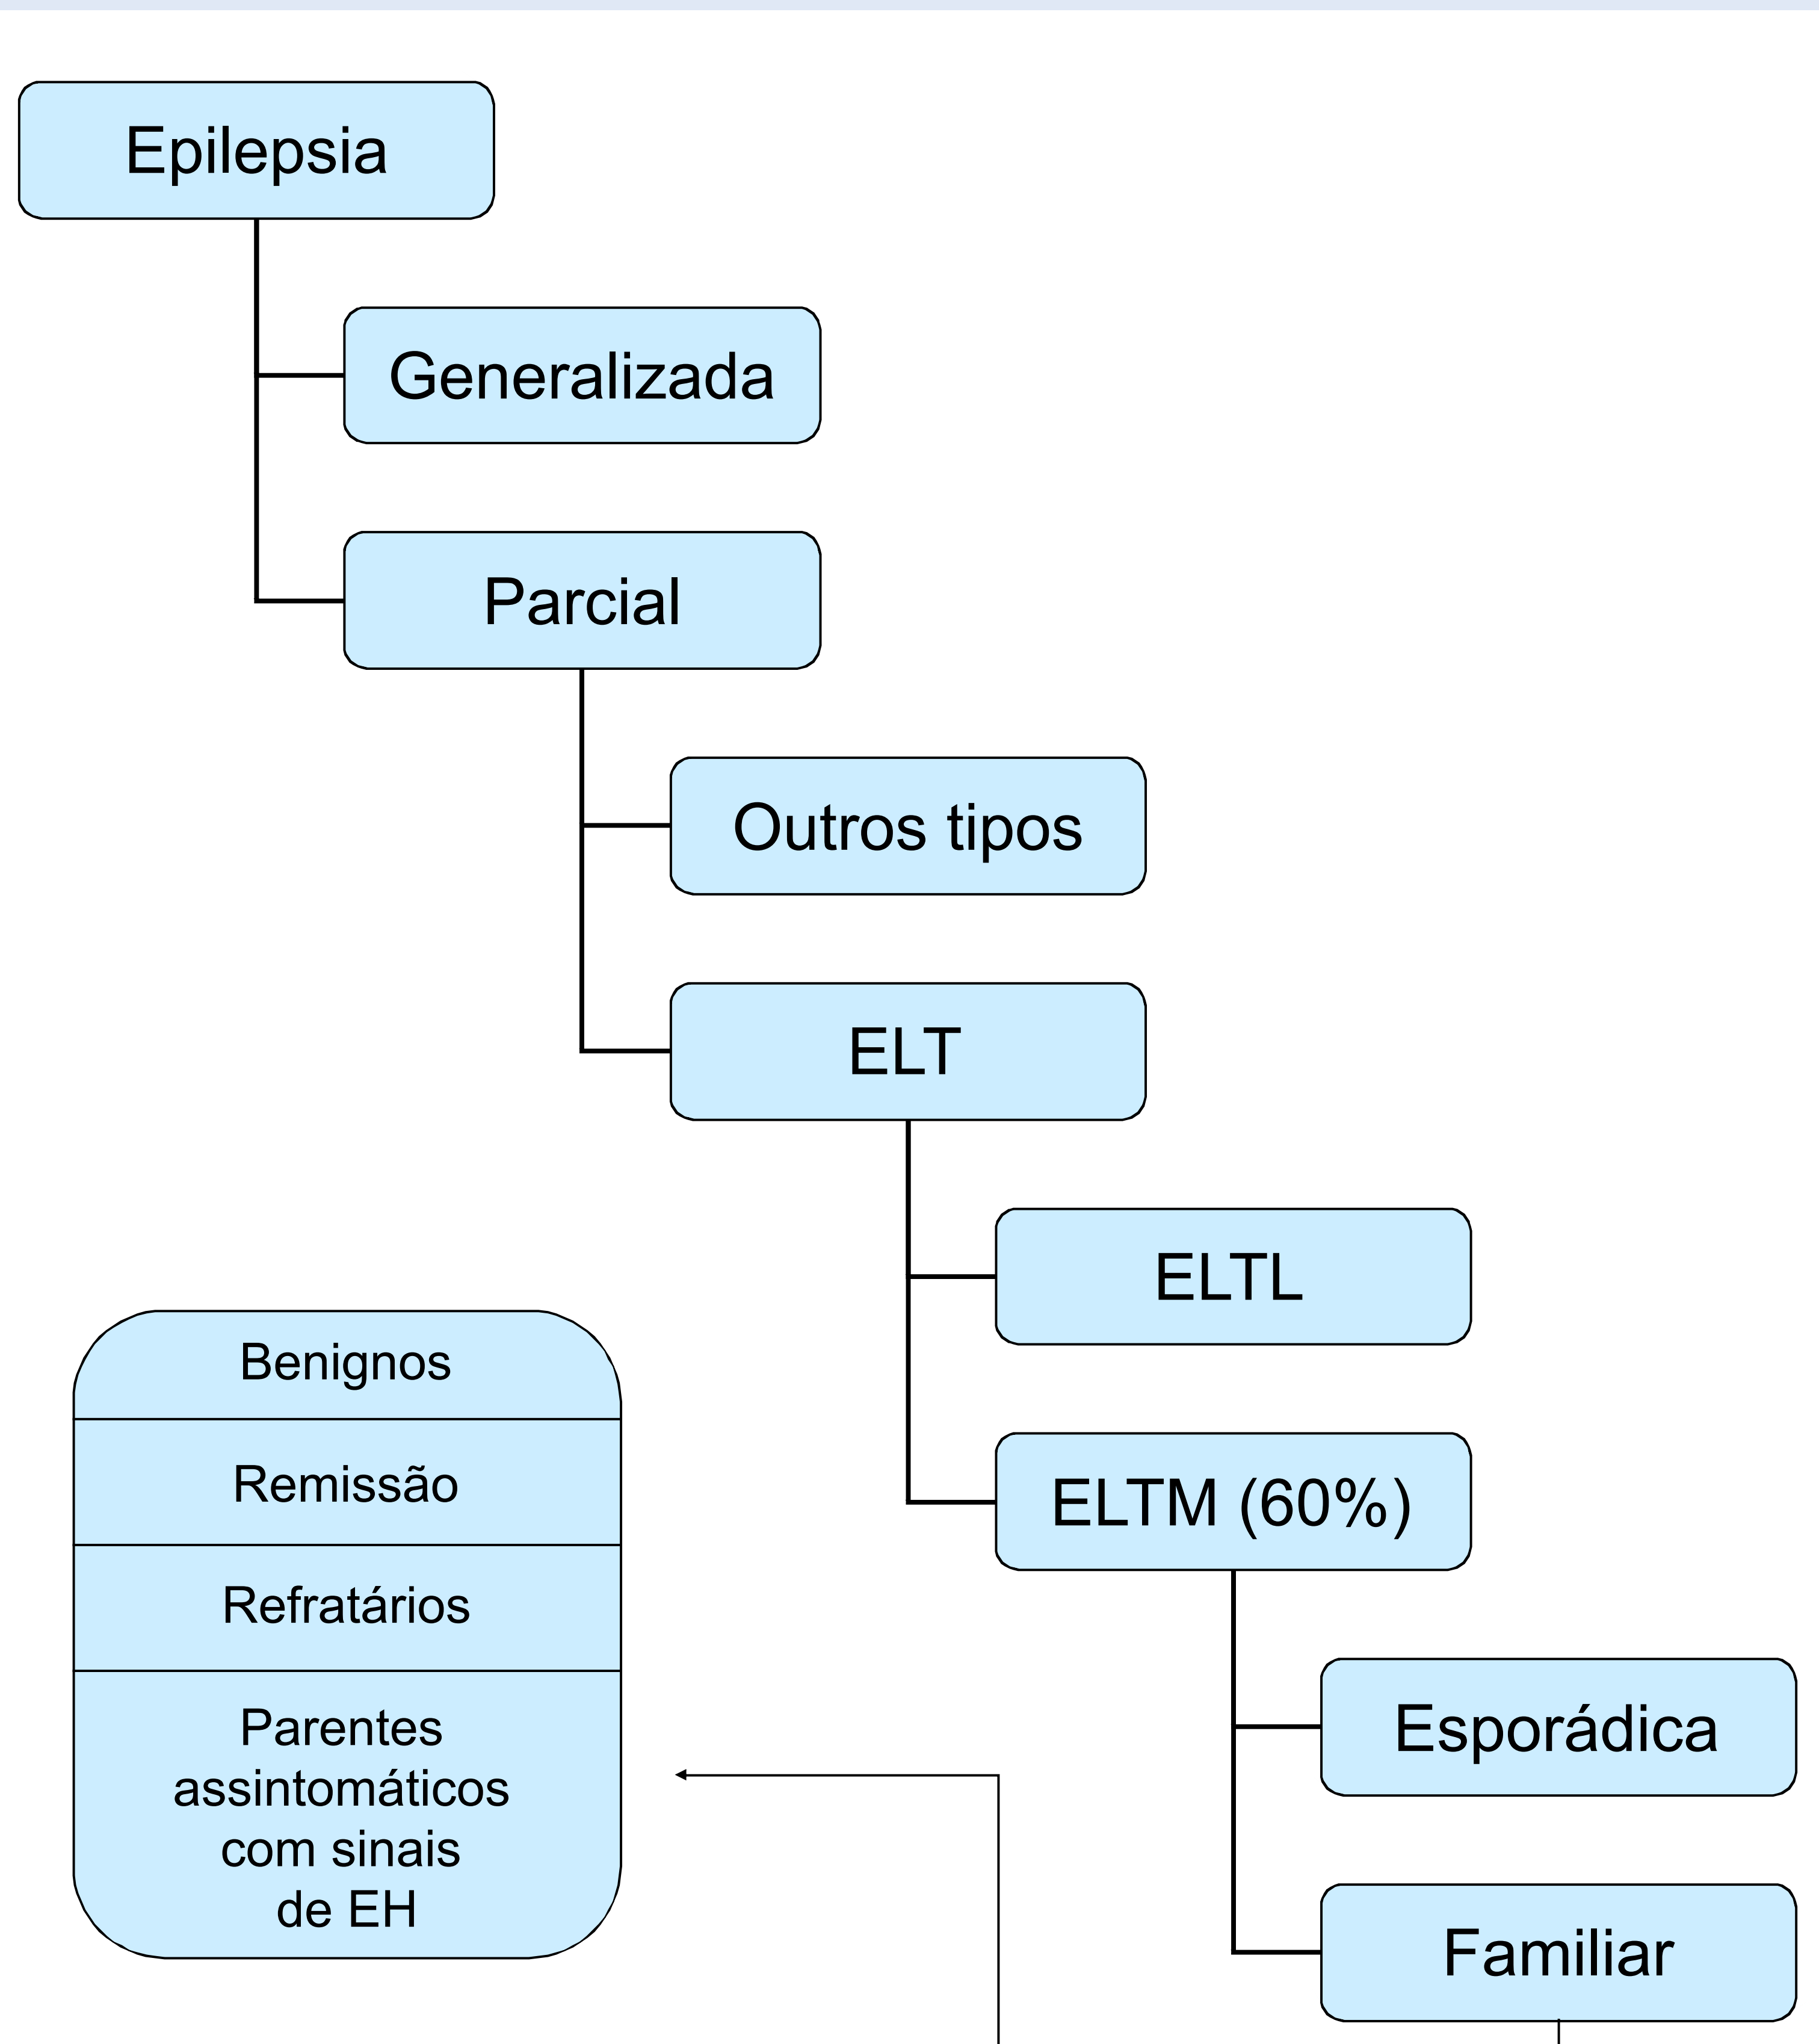 Epilepsia
Generalizada
Parcial
Outros tipos
ELT
ELTL
ELTM (60%)
Esporádica
Familiar
Benignos
Remissão
Refratários
Parentes
assintomáticos
com sinais
de EH